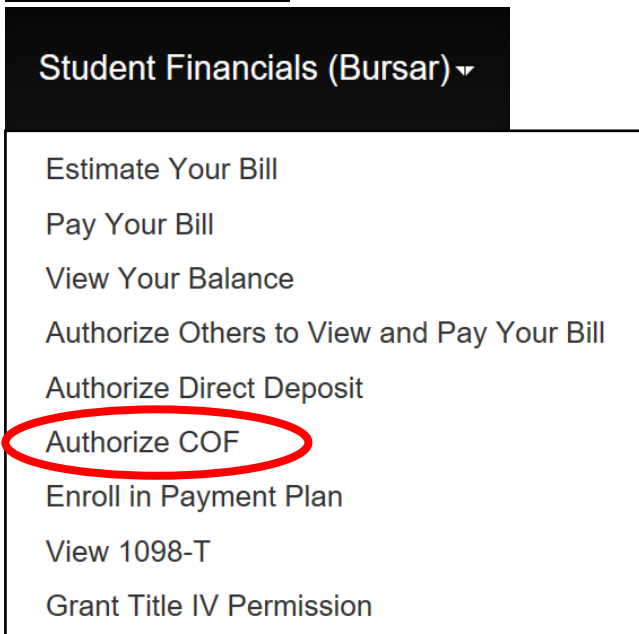 Student Financials (Bursar)
Estimate Your Bill
Pay Your Bill
View Your Balance
Authorize Others to View and Pay Your Bill
Authorize Direct Deposit
Authorize COF
Enroll in Payment Plan
View 1098-T
Grant Title IV Permission